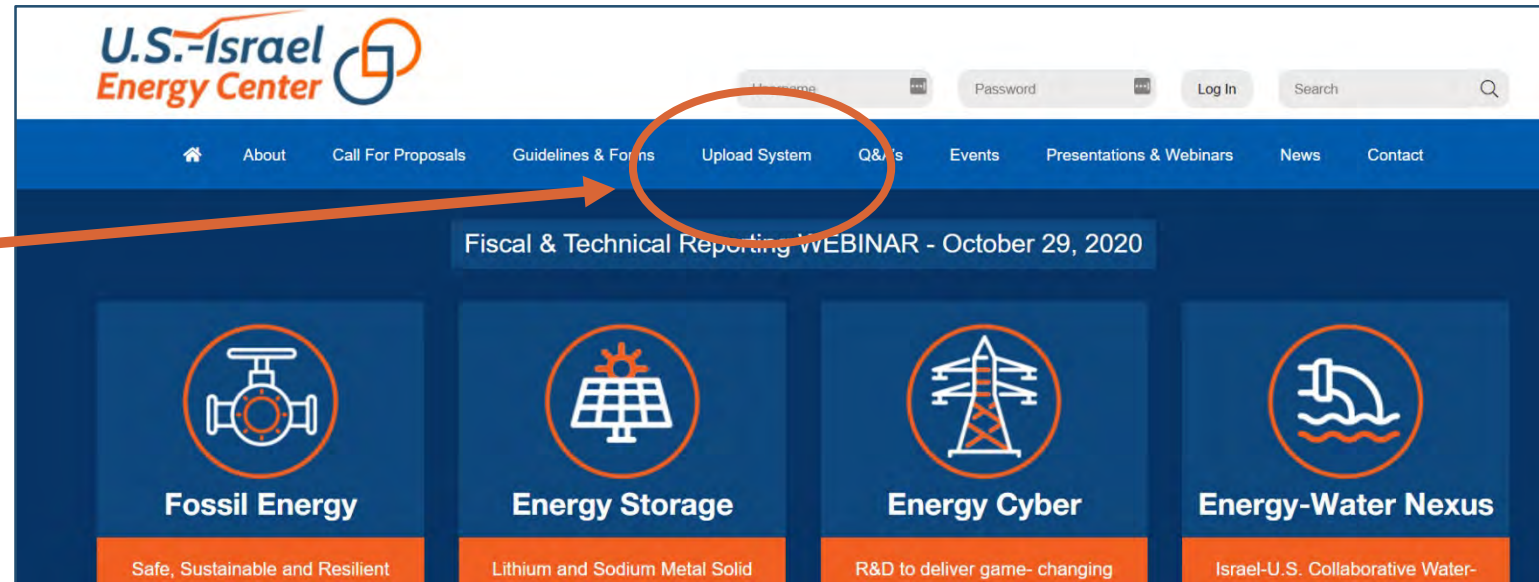 U.S.-Israel
Energy Center
Username Password Log In Search
About Call For Proposals Guidelines & Forms Upload System Q&A's Events Presentations & Webinars News Contact
Fiscal & Technical Reporting WEBINAR - October 29, 2020
Fossil Energy Energy Storage Energy Cyber Energy-Water Nexus
Safe, Sustainable and Resilient Lithium and Sodium Metal Solid R&D to deliver game- changing Israel-U.S. Collaborative Water-